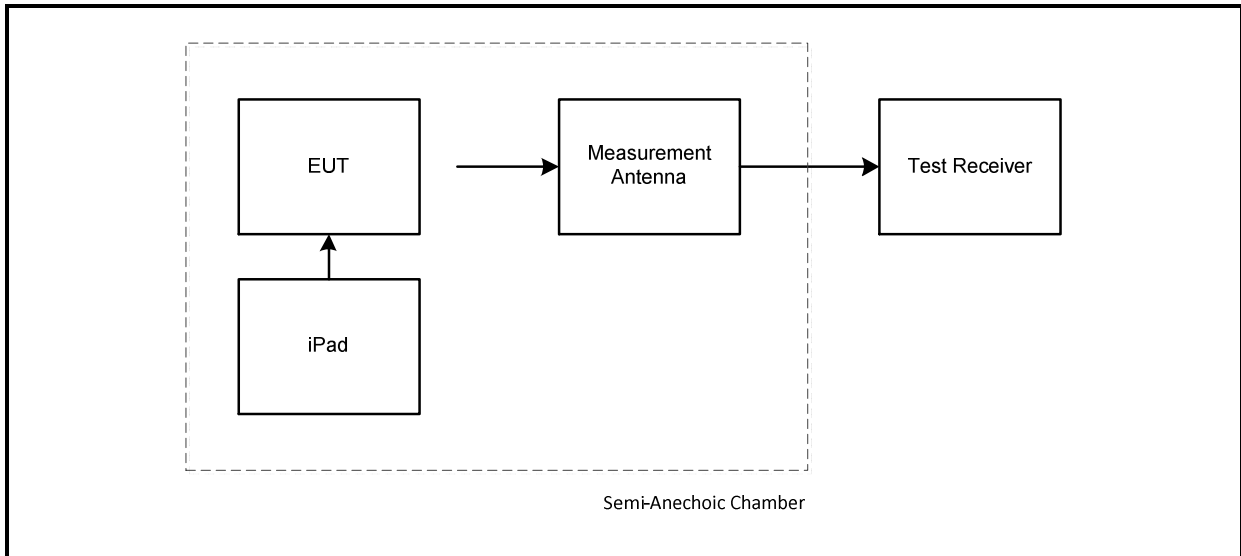 EUT
Measurement
Antenna
Test Receiver
iPad
Semi-Anechoic Chamber